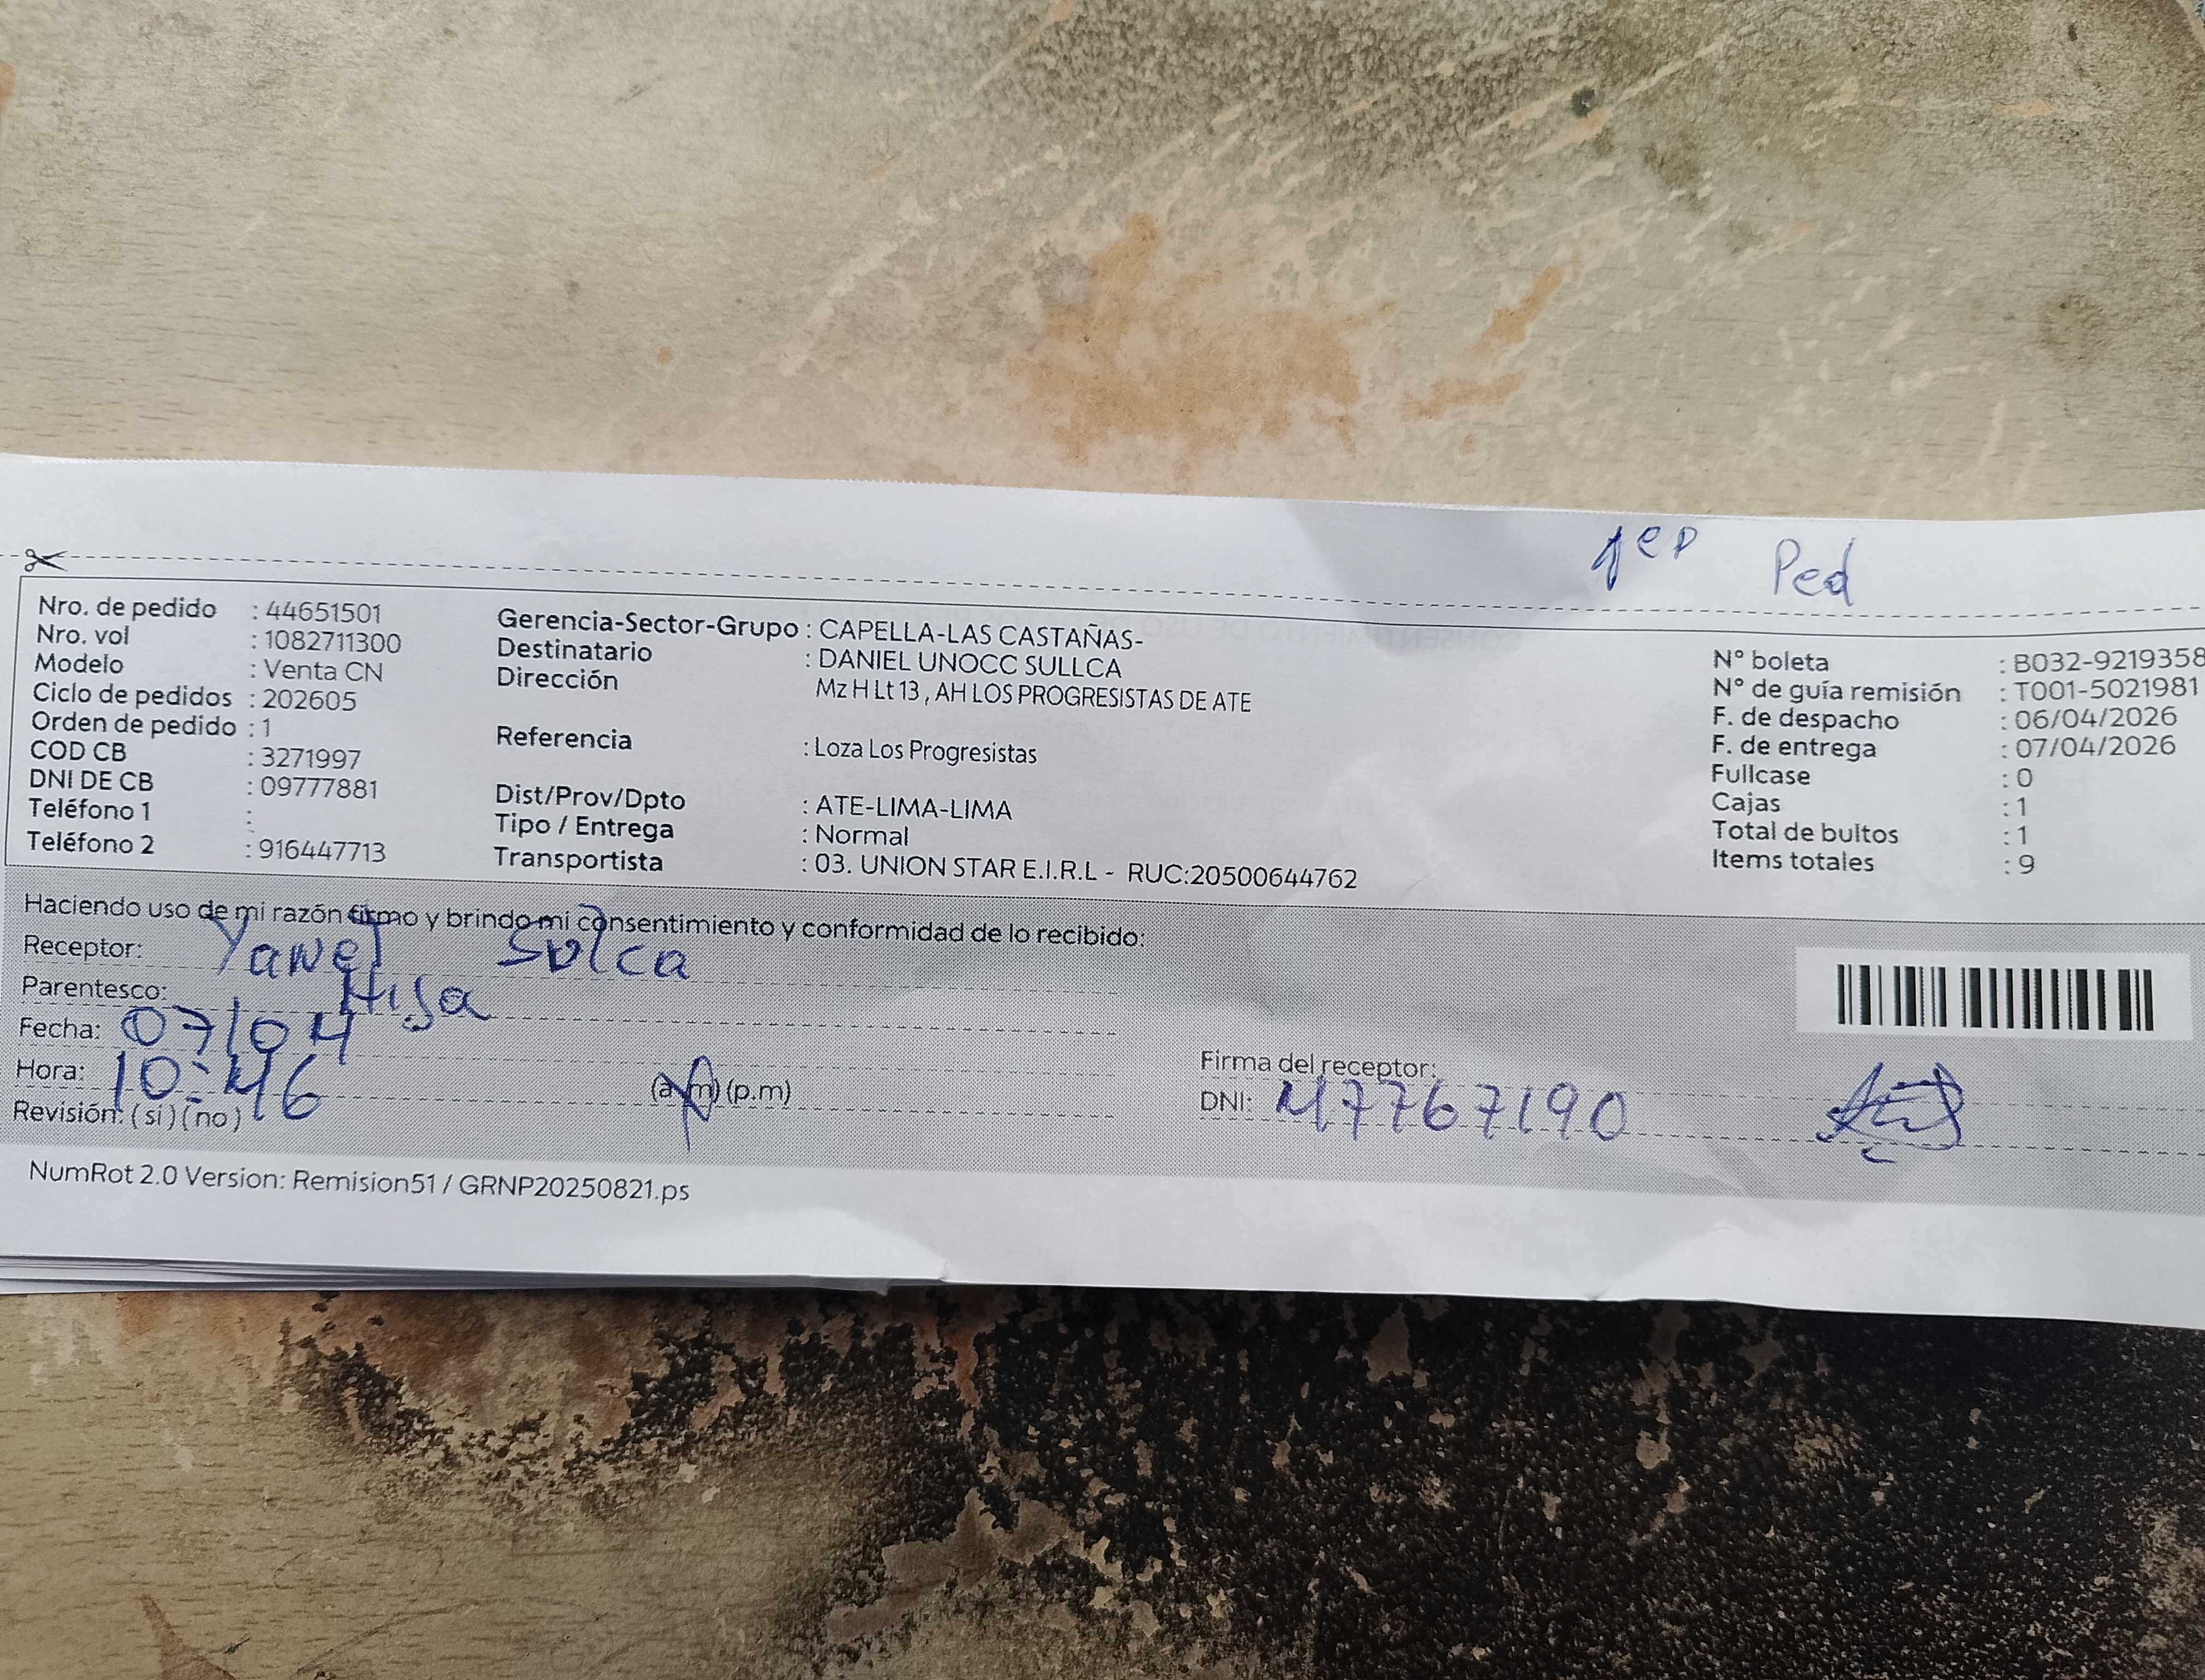 1er Ped
Nro. de pedido : 44651501
Nro. vol : 1082711300
Modelo : Venta CN
Ciclo de pedidos : 202605
Orden de pedido : 1
COD CB : 3271997
DNI DE CB : 09777881
Teléfono 1 :
Teléfono 2 : 916447713
Gerencia-Sector-Grupo : CAPELLA-LAS CASTAÑAS-
Destinatario : DANIEL UNOCC SULLCA
Dirección Mz H Lt 13 , AH LOS PROGRESISTAS DE ATE
Referencia : Loza Los Progresistas
Dist/Prov/Dpto : ATE-LIMA-LIMA
Tipo / Entrega : Normal
Transportista : 03. UNION STAR E.I.R.L - RUC:20500644762
N° boleta : B032-9219358
N° de guía remisión : T001-5021981
F. de despacho : 06/04/2026
F. de entrega : 07/04/2026
Fullcase : 0
Cajas : 1
Total de bultos : 1
Items totales : 9
Haciendo uso de mi razón firmo y brindo mi consentimiento y conformidad de lo recibido:
Receptor: Yanet Sulca
Parentesco: Hija
Fecha: 07/04
Hora: 10:46 (a.m) (p.m)
Revisión: (si) (no)
Firma del receptor:
DNI: 47767190
NumRot 2.0 Version: Remision51 / GRNP20250821.ps